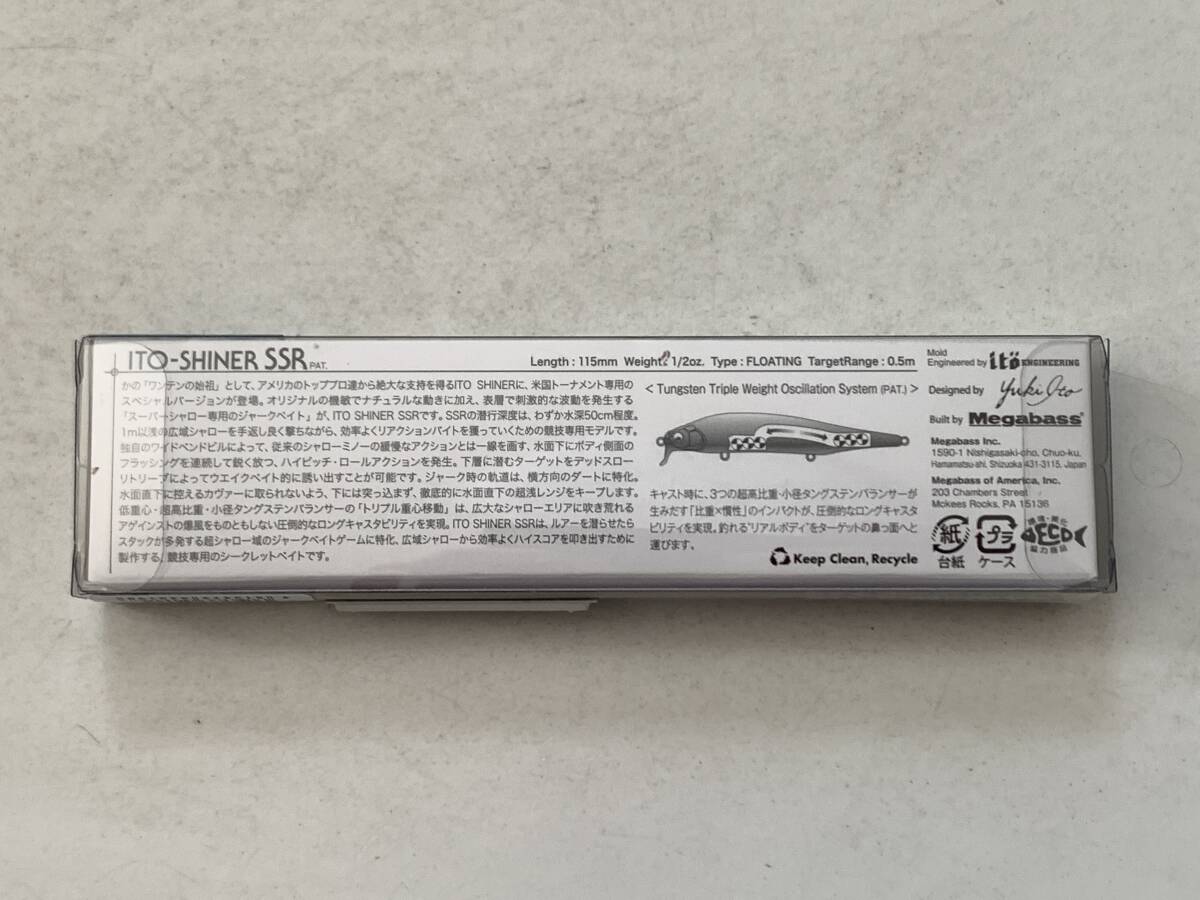 ITO-SHINER SSR PAT.
Length : 115mm Weight : 1/2oz. Type : FLOATING TargetRange : 0.5m
かの「ワンテンの始祖」として、アメリカのトッププロ達から絶大な支持を得るITO SHINERに、米国トーナメント専用の
スペシャルバージョンが登場。オリジナルの機敏でナチュラルな動きに加え、表層で刺激的な波動を発生する
「スーパーシャロー専用のジャークベイト」が、ITO SHINER SSRです。SSRの潜行深度は、わずか水深50cm程度。
1m以浅の広域シャローを手返し良く撃ちながら、効率よくリアクションバイトを獲っていくための競技専用モデルです。
独自のワイドベンドビルによって、従来のシャローミノーの緩慢なアクションとは一線を画す、水面下にボディ側面の
フラッシングを連続して鋭く放つ、ハイピッチ・ロールアクションを発生。下層に潜むターゲットをデッドスロー
リトリーブによってウエイクベイト的に誘い出すことが可能です。ジャーク時の軌道は、横方向のダートに特化。
水面直下に控えるカヴァーに取られないよう、下には突っ込まず、徹底的に水面直下の超浅レンジをキープします。
低重心・超高比重・小径タングステンバランサーの「トリプル重心移動」は、広大なシャローエリアに吹き荒れる
アゲインストの爆風をものともしない圧倒的なロングキャスタビリティを実現。ITO SHINER SSRは、ルアーを潜らせたら
スタックが多発する超シャロー域のジャークベイトゲームに特化、広域シャローから効率よくハイスコアを叩き出すために
製作する、競技専用のシークレットベイトです。
< Tungsten Triple Weight Oscillation System (PAT.) >
キャスト時に、3つの超高比重・小径タングステンバランサーが
生みだす「比重×慣性」のインパクトが、圧倒的なロングキャスタ
ビリティを実現。釣れる"リアルボディ"をターゲットの鼻っ面へと
運びます。
Keep Clean, Recycle
Mold
Engineered by itö ENGINEERING
Designed by Yuki Ito
Built by Megabass
Megabass Inc.
1590-1 Nishigasaki-cho, Chuo-ku,
Hamamatsu-shi, Shizuoka 431-3115, Japan
Megabass of America, Inc.
203 Chambers Street
Mckees Rocks, PA 15136
紙
台紙
プラ
ケース
環境・美化
ECO
協力商品